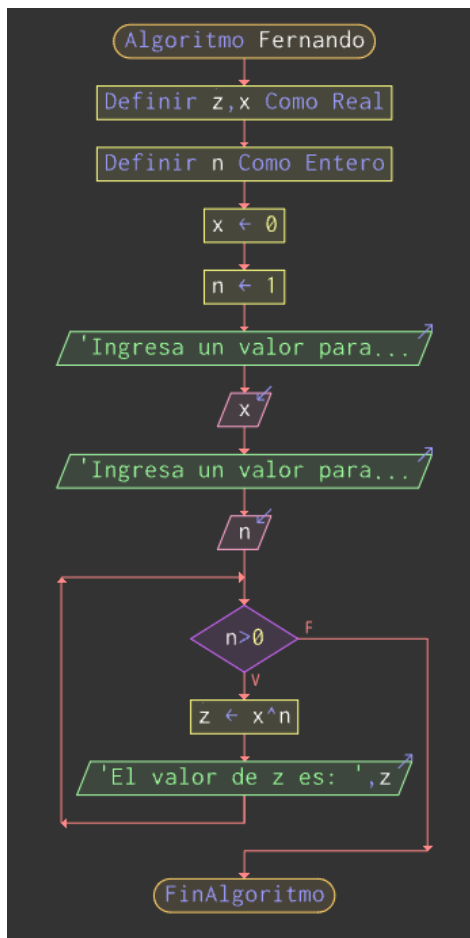 Algoritmo Fernando
Definir z,x Como Real
Definir n Como Entero
x ← 0
n ← 1
'Ingresa un valor para...
x
'Ingresa un valor para...
n
n>0
F
V
z ← x^n
'El valor de z es: ',z
FinAlgoritmo